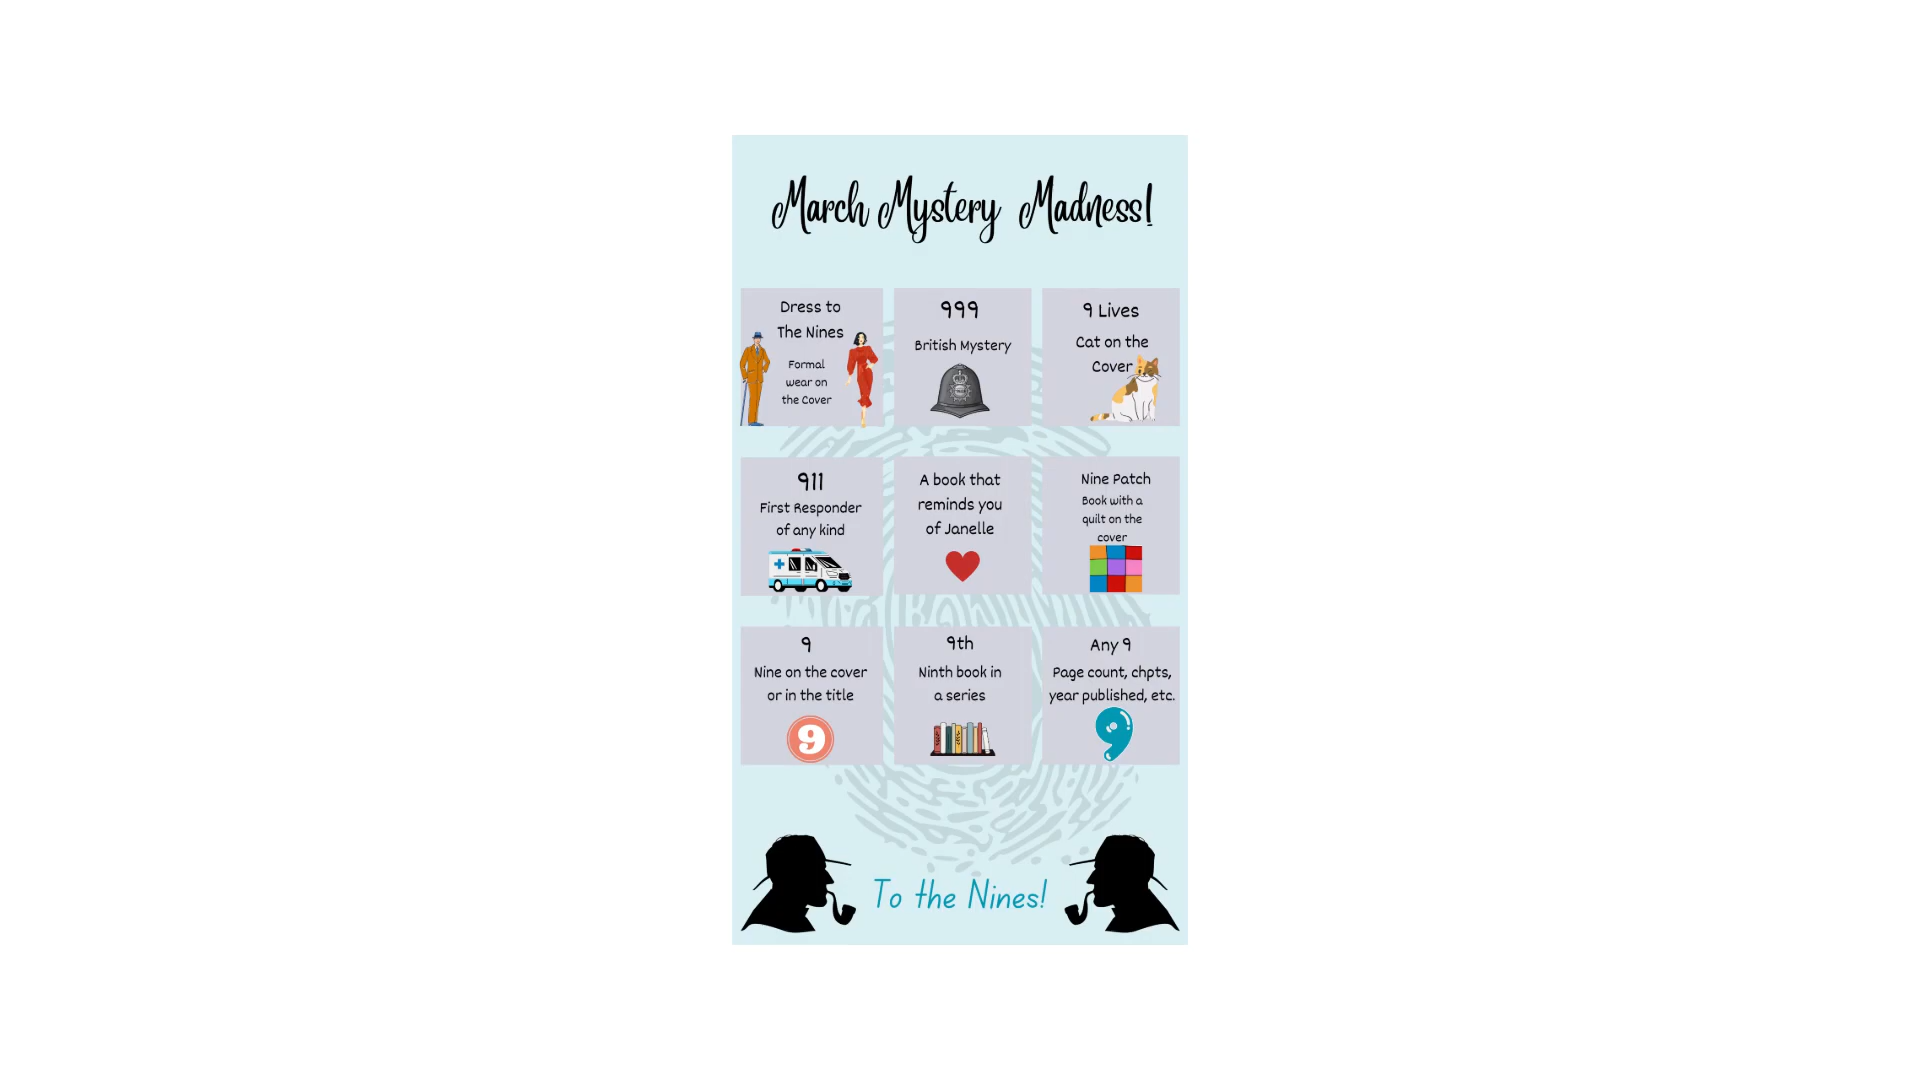 March Mystery Madness!
Dress to
The Nines
Formal
wear on
the Cover
999
British Mystery
9 Lives
Cat on the
Cover
911
First Responder
of any kind
A book that
reminds you
of Janelle
Nine Patch
Book with a
quilt on the
cover
9
Nine on the cover
or in the title
9
9th
Ninth book in
a series
Any 9
Page count, chpts,
year published, etc.
9
To the Nines!